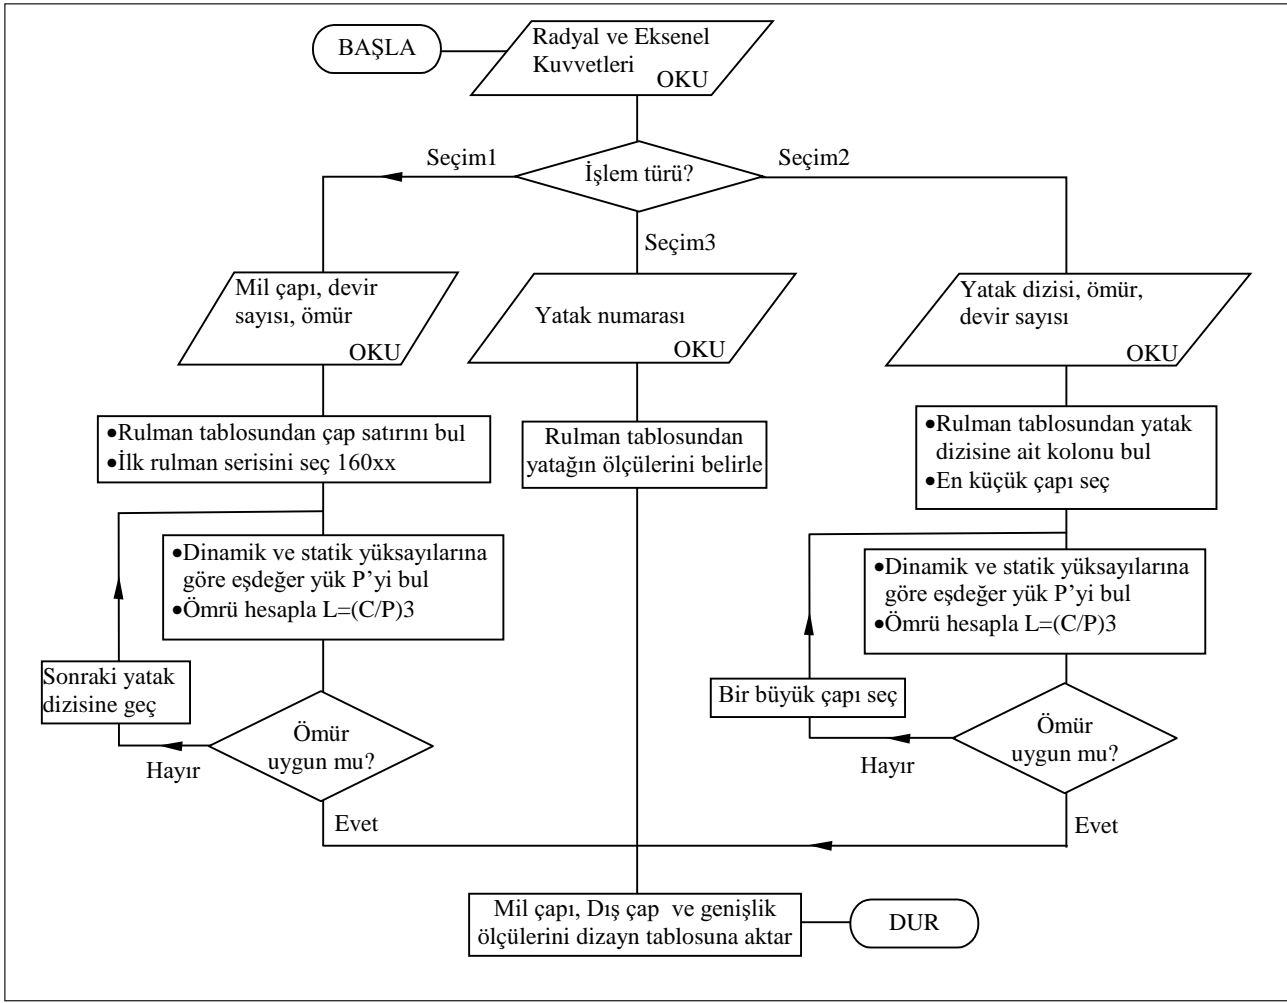 BAŞLA
Radyal ve Eksenel
Kuvvetleri
OKU
Seçim1
İşlem türü?
Seçim2
Seçim3
Mil çapı, devir
sayısı, ömür
OKU
Yatak numarası
OKU
Yatak dizisi, ömür,
devir sayısı
OKU
•Rulman tablosundan çap satırını bul
•İlk rulman serisini seç 160xx
Rulman tablosundan
yatağın ölçülerini belirle
•Rulman tablosundan yatak
dizisine ait kolonu bul
•En küçük çapı seç
•Dinamik ve statik yüksayılarına
göre eşdeğer yük P’yi bul
•Ömrü hesapla L=(C/P)3
•Dinamik ve statik yüksayılarına
göre eşdeğer yük P’yi bul
•Ömrü hesapla L=(C/P)3
Sonraki yatak
dizisine geç
Bir büyük çapı seç
Ömür
uygun mu?
Hayır
Evet
Ömür
uygun mu?
Hayır
Evet
Mil çapı, Dış çap ve genişlik
ölçülerini dizayn tablosuna aktar
DUR